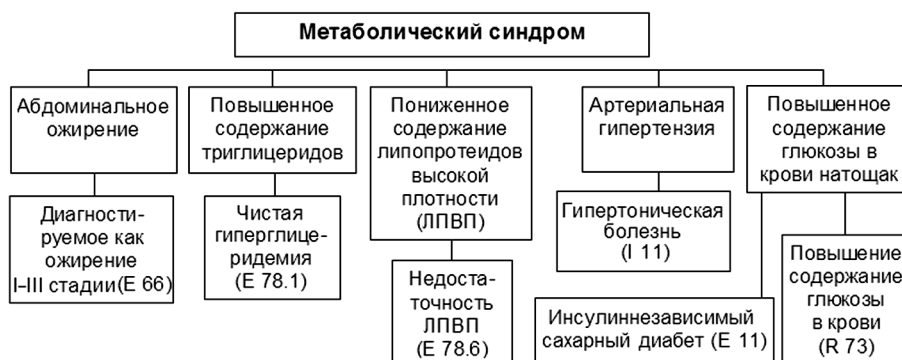 Метаболический синдром
Абдоминальное
ожирение
Повышенное
содержание
триглицеридов
Пониженное
содержание
липопротеидов
высокой
плотности
(ЛПВП)
Артериальная
гипертензия
Повышенное
содержание
глюкозы в
крови натощак
Диагности-
руемое как
ожирение
I–III стадии (E 66)
Чистая
гиперглице-
ридемия
(E 78.1)
Недоста-
точность
ЛПВП
(E 78.6)
Гипертоническая
болезнь
(I 11)
Инсулиннезависимый
сахарный диабет (E 11)
Повышение
содержание
глюкозы
в крови
(R 73)